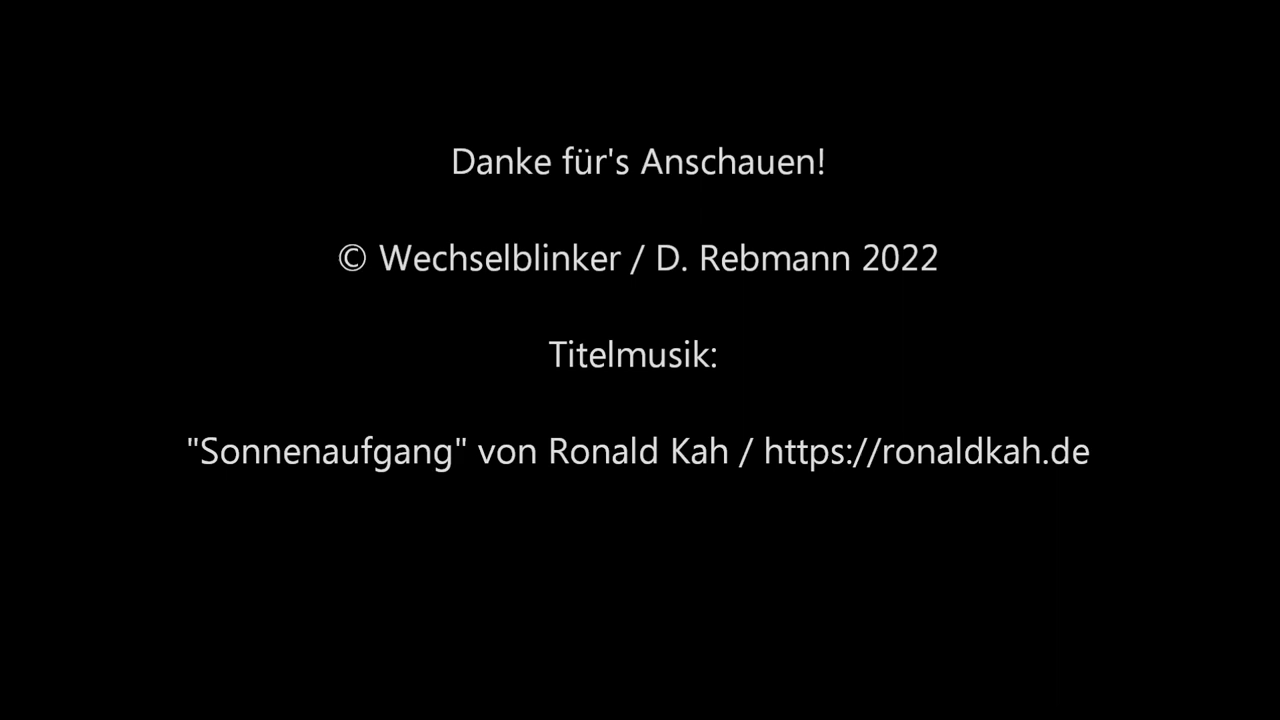 Danke für's Anschauen!
© Wechselblinker / D. Rebmann 2022
Titelmusik:
"Sonnenaufgang" von Ronald Kah / https://ronaldkah.de